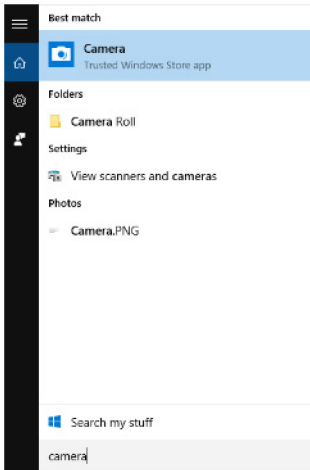 Best match
Camera
Trusted Windows Store app
Folders
Camera Roll
Settings
View scanners and cameras
Photos
Camera.PNG
Search my stuff
camera